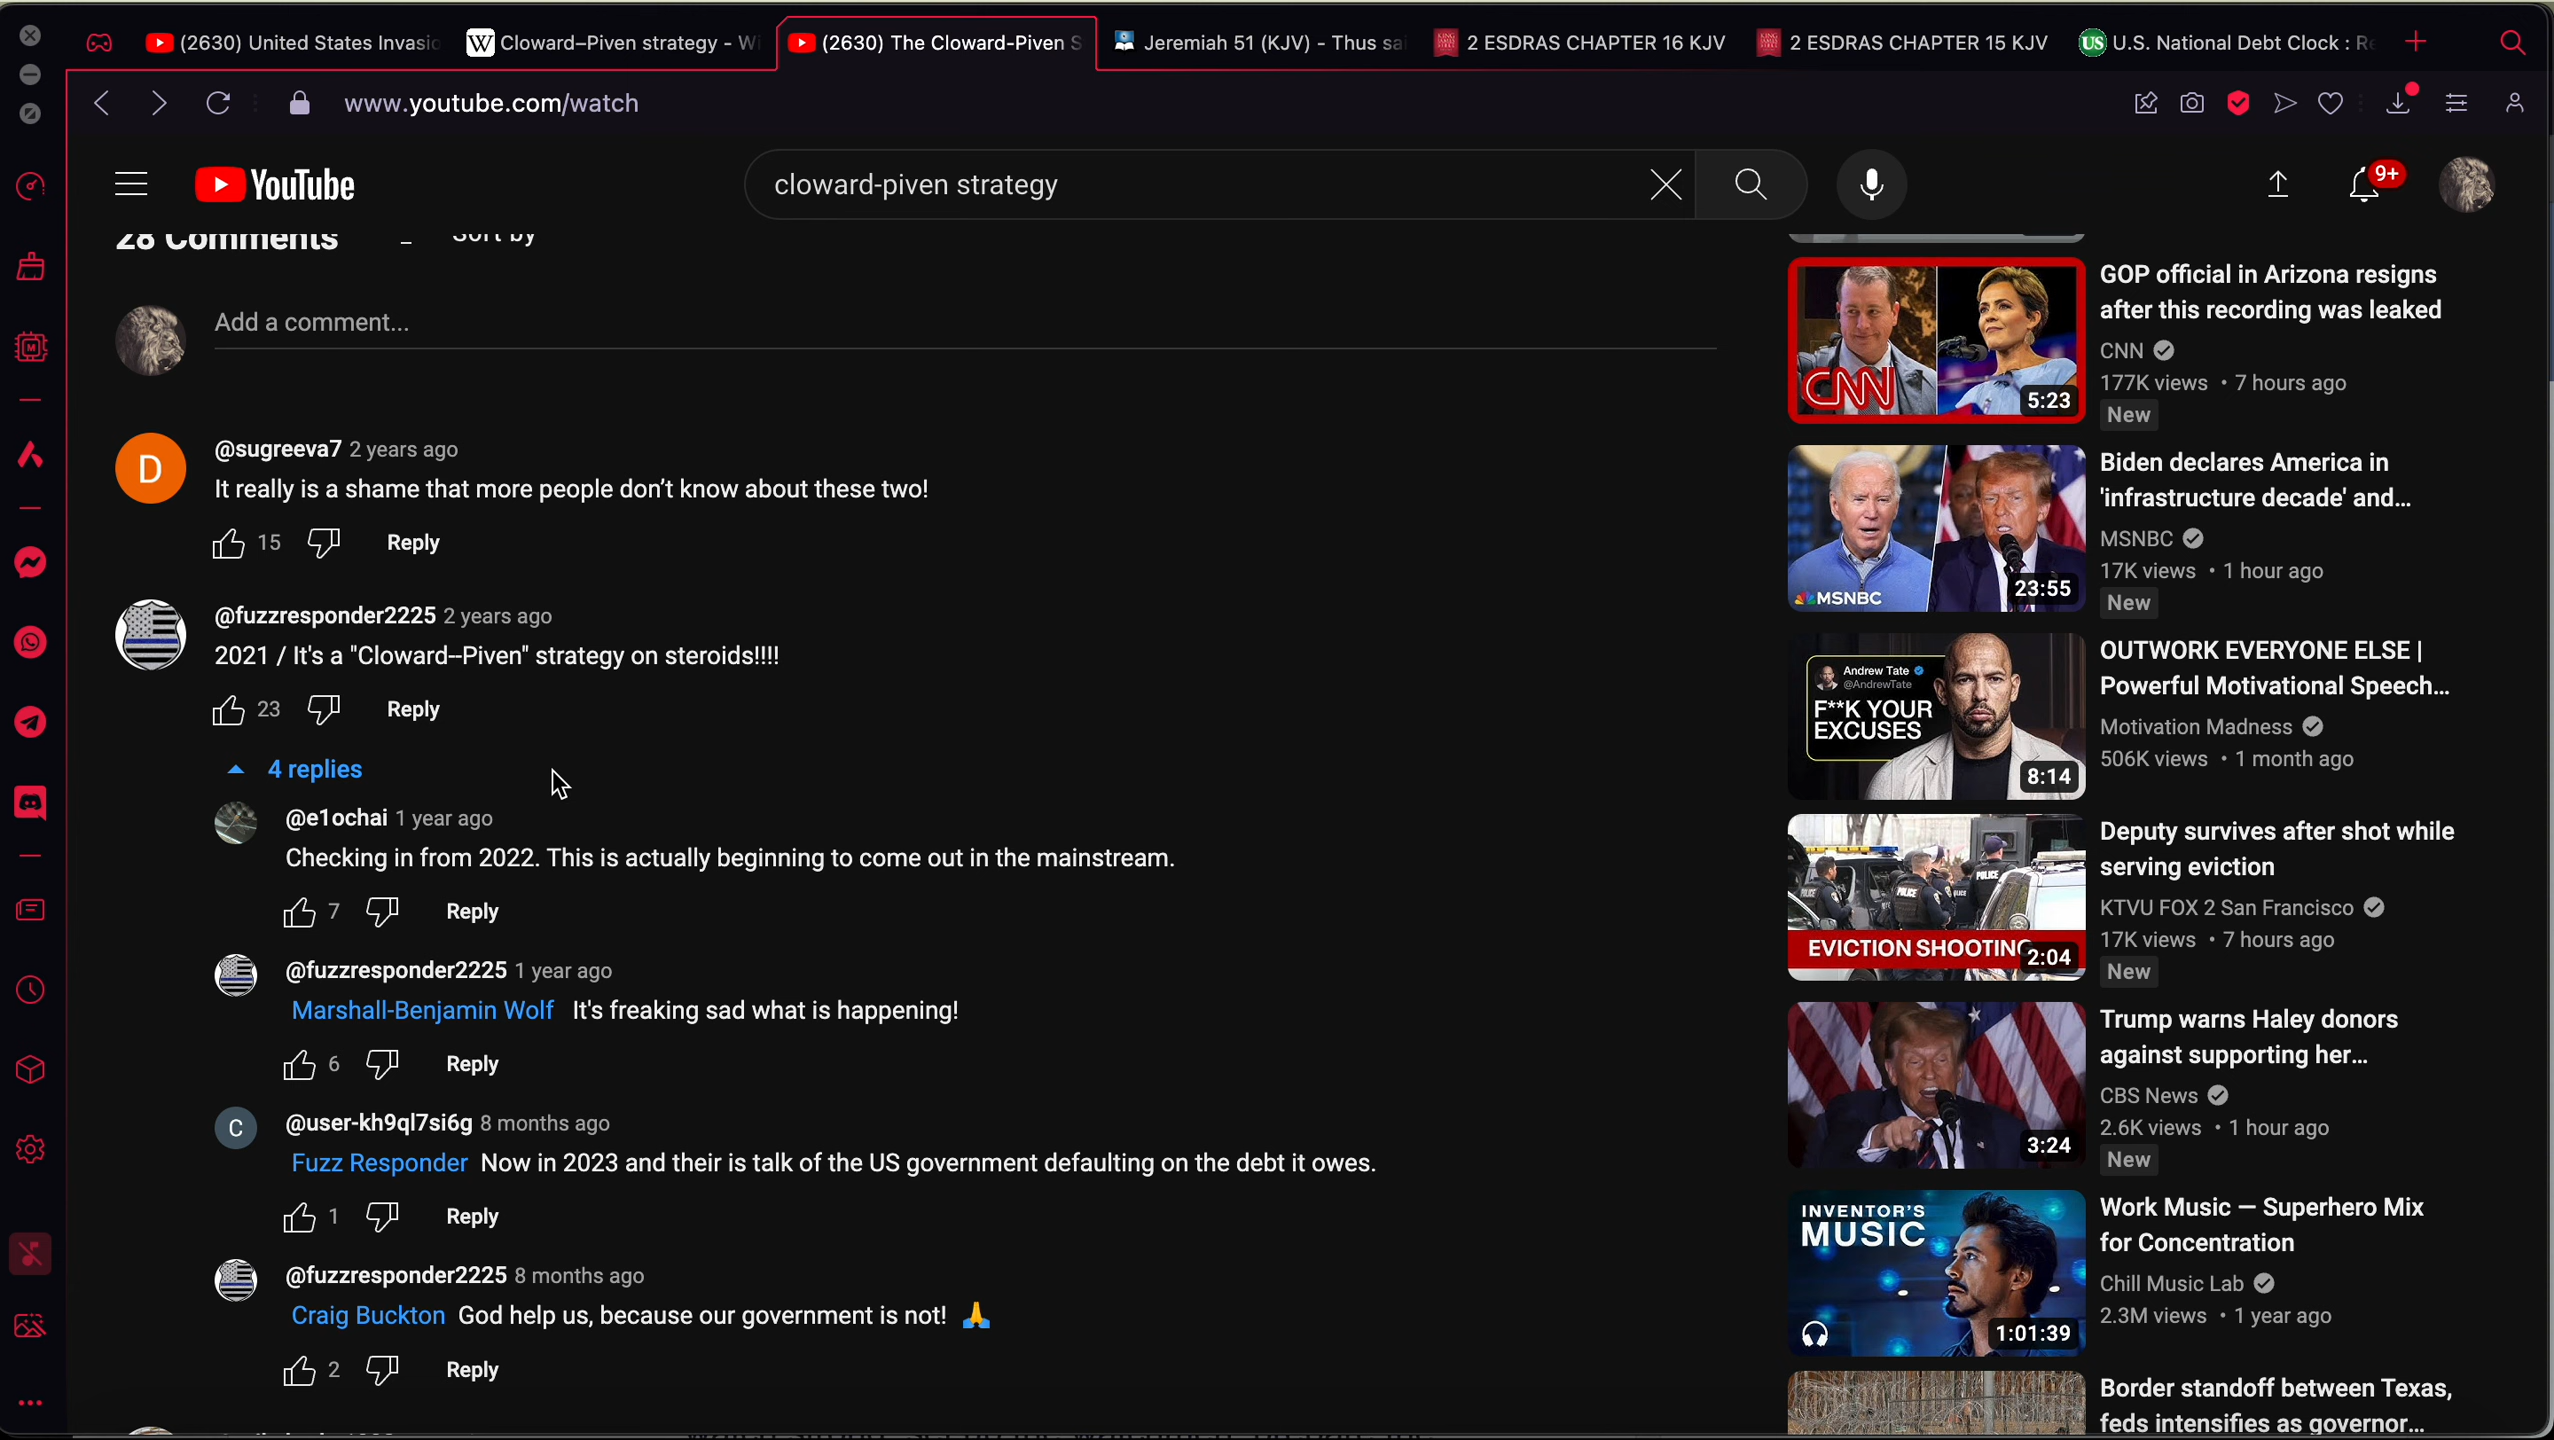 (2630) United States Invasio
Cloward–Piven strategy - Wi
(2630) The Cloward-Piven S
Jeremiah 51 (KJV) - Thus sai
2 ESDRAS CHAPTER 16 KJV
2 ESDRAS CHAPTER 15 KJV
US U.S. National Debt Clock : Re
www.youtube.com/watch
YouTube
cloward-piven strategy
9+
28 Comments
Sort by
Add a comment...
@sugreeva7 2 years ago
D
It really is a shame that more people don’t know about these two!
15 Reply
@fuzzresponder2225 2 years ago
2021 / It's a "Cloward--Piven" strategy on steroids!!!!
23 Reply
4 replies
@e1ochai 1 year ago
Checking in from 2022. This is actually beginning to come out in the mainstream.
7 Reply
@fuzzresponder2225 1 year ago
Marshall-Benjamin Wolf It's freaking sad what is happening!
6 Reply
@user-kh9ql7si6g 8 months ago
C
Fuzz Responder Now in 2023 and their is talk of the US government defaulting on the debt it owes.
1 Reply
@fuzzresponder2225 8 months ago
Craig Buckton God help us, because our government is not! 🙏
2 Reply
CNN
5:23
GOP official in Arizona resigns
after this recording was leaked
CNN
177K views • 7 hours ago
New
MSNBC
23:55
Biden declares America in
'infrastructure decade' and...
MSNBC
17K views • 1 hour ago
New
Andrew Tate
@AndrewTate
F**K YOUR
EXCUSES
8:14
OUTWORK EVERYONE ELSE |
Powerful Motivational Speech...
Motivation Madness
506K views • 1 month ago
POLICE
EVICTION SHOOTING
2:04
Deputy survives after shot while
serving eviction
KTVU FOX 2 San Francisco
17K views • 7 hours ago
New
3:24
Trump warns Haley donors
against supporting her...
CBS News
2.6K views • 1 hour ago
New
INVENTOR'S
MUSIC
1:01:39
Work Music — Superhero Mix
for Concentration
Chill Music Lab
2.3M views • 1 year ago
Border standoff between Texas,
feds intensifies as governor...